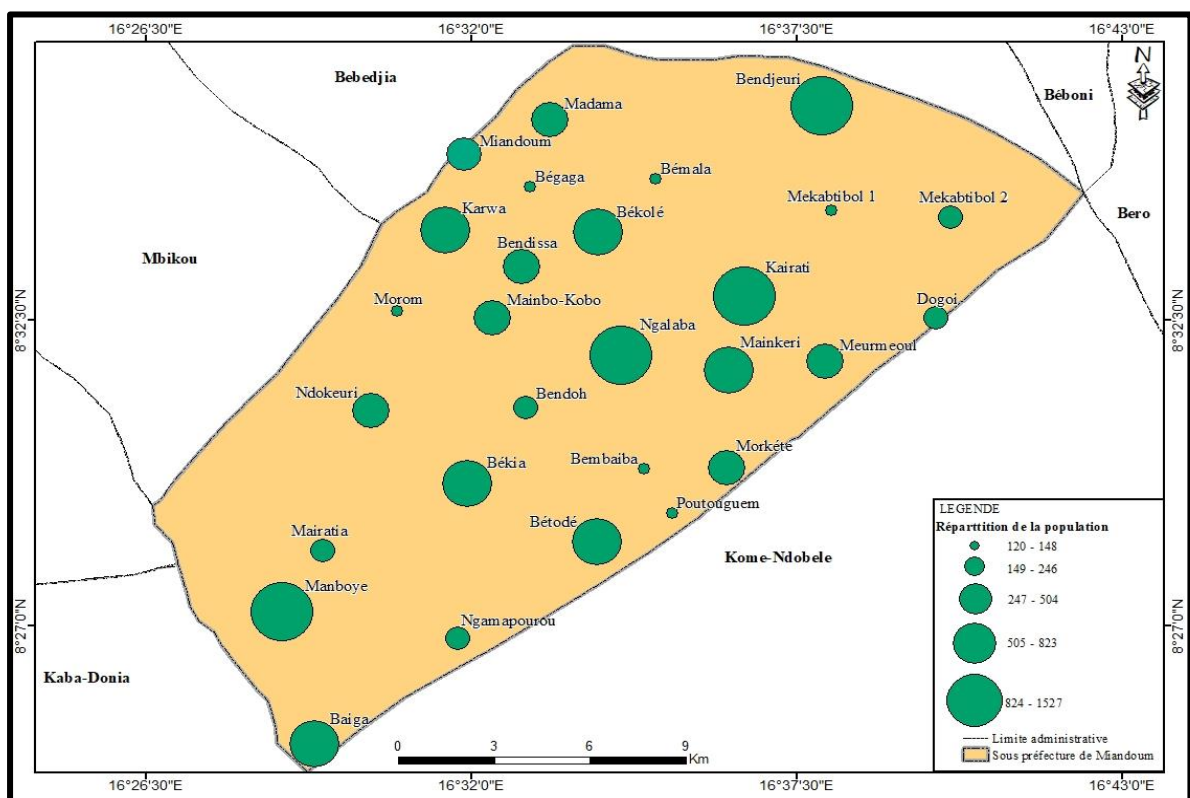 16°26'30"E 16°32'0"E 16°37'30"E 16°43'0"E
N
Bebedjia
Bendjeuri
Béboni
Madama
Miandoum
Bégaga
Bémala
Mekabtibol 1
Mekabtibol 2
Bero
Karwa
Békolé
Bendissa
Mbikou
Kairati
Morom
Mainbo-Kobo
Dogoi
8°32'30"N
8°32'30"N
Ngalaba
Mainkeri
Meurmeoul
Ndokeuri
Bendoh
Morkéte
Békia
Bembaiba
Poutouguem
Bétodé
Mairatia
Kome-Ndobele
Manboye
Ngamapourou
8°27'0"N
8°27'0"N
Kaba-Donia
Baiga
0 3 6 9
Km
LEGENDE
Réparttition de la population
120 - 148
149 - 246
247 - 504
505 - 823
824 - 1527
Limite administrative
Sous préfecture de Miandoum
16°26'30"E 16°32'0"E 16°37'30"E 16°43'0"E